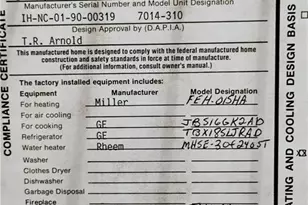 Manufacturer's Serial Number and Model Unit Designation
IH-NC-01-90-00319 7014-310
Design Approval by (D.A.P.I.A.)
T.R. Arnold
This manufactured home is designed to comply with the federal manufactured home
construction and safety standards in force at time of manufacture.
(For additional information, consult owner's manual.)
The factory installed equipment includes:
Equipment Manufacturer Model Designation
For heating Miller FEH-015HA
For air cooling
For cooking GE JBS16GK2AD
Refrigerator GE TBX18SLJRAD
Water heater Rheem
Washer
Clothes Dryer
Dishwasher
Garbage Disposal
Fireplace
COMPLIANCE CERTIFICATE
ATING AND COOLING DESIGN BASIS